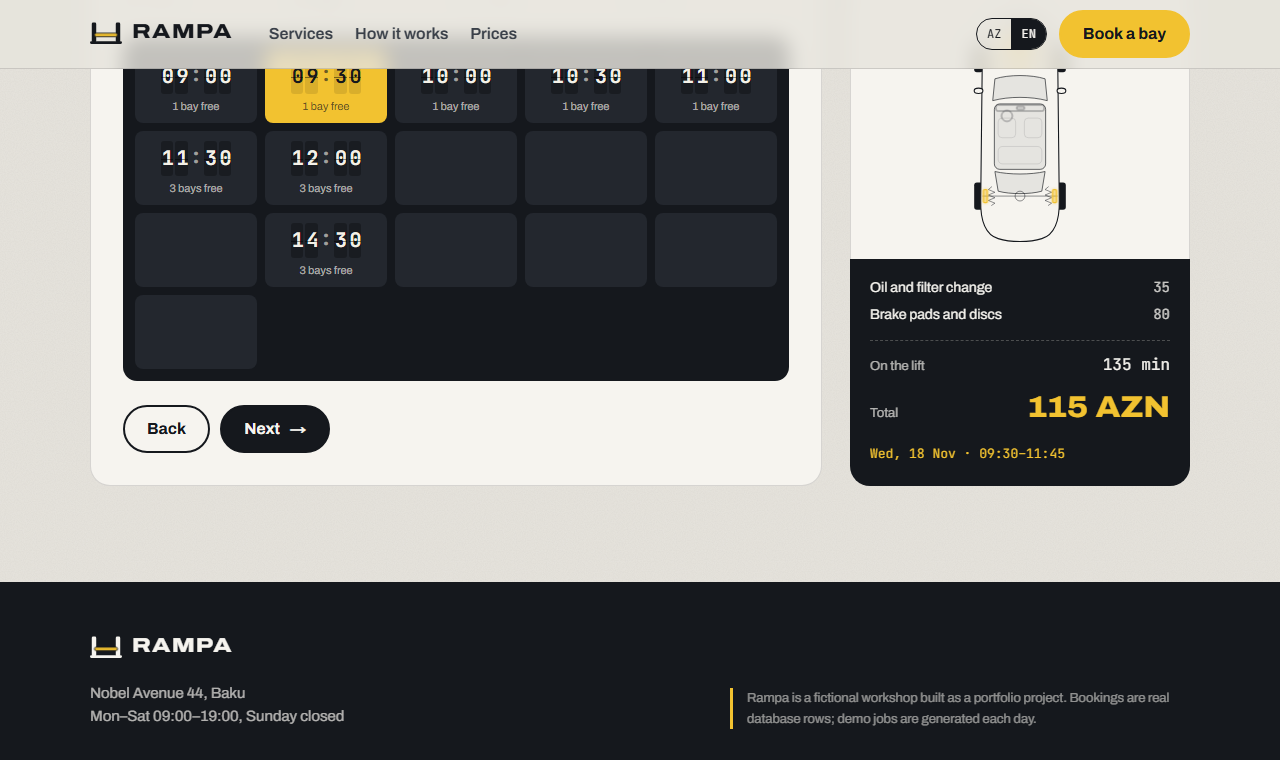 RAMPA Services How it works Prices AZ EN Book a bay
09:00 09:30 10:00 10:30 11:00
1 bay free 1 bay free 1 bay free 1 bay free 1 bay free
11:30 12:00
3 bays free 3 bays free
14:30
3 bays free
Back Next →
Oil and filter change 35
Brake pads and discs 80
On the lift 135 min
Total 115 AZN
Wed, 18 Nov · 09:30–11:45
RAMPA
Nobel Avenue 44, Baku
Mon–Sat 09:00–19:00, Sunday closed
Rampa is a fictional workshop built as a portfolio project. Bookings are real
database rows; demo jobs are generated each day.